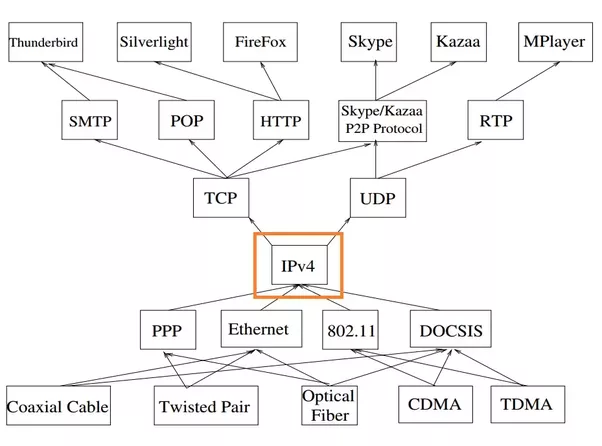 Thunderbird
Silverlight
FireFox
Skype
Kazaa
MPlayer
SMTP
POP
HTTP
Skype/Kazaa
P2P Protocol
RTP
TCP
UDP
IPv4
PPP
Ethernet
802.11
DOCSIS
Coaxial Cable
Twisted Pair
Optical
Fiber
CDMA
TDMA